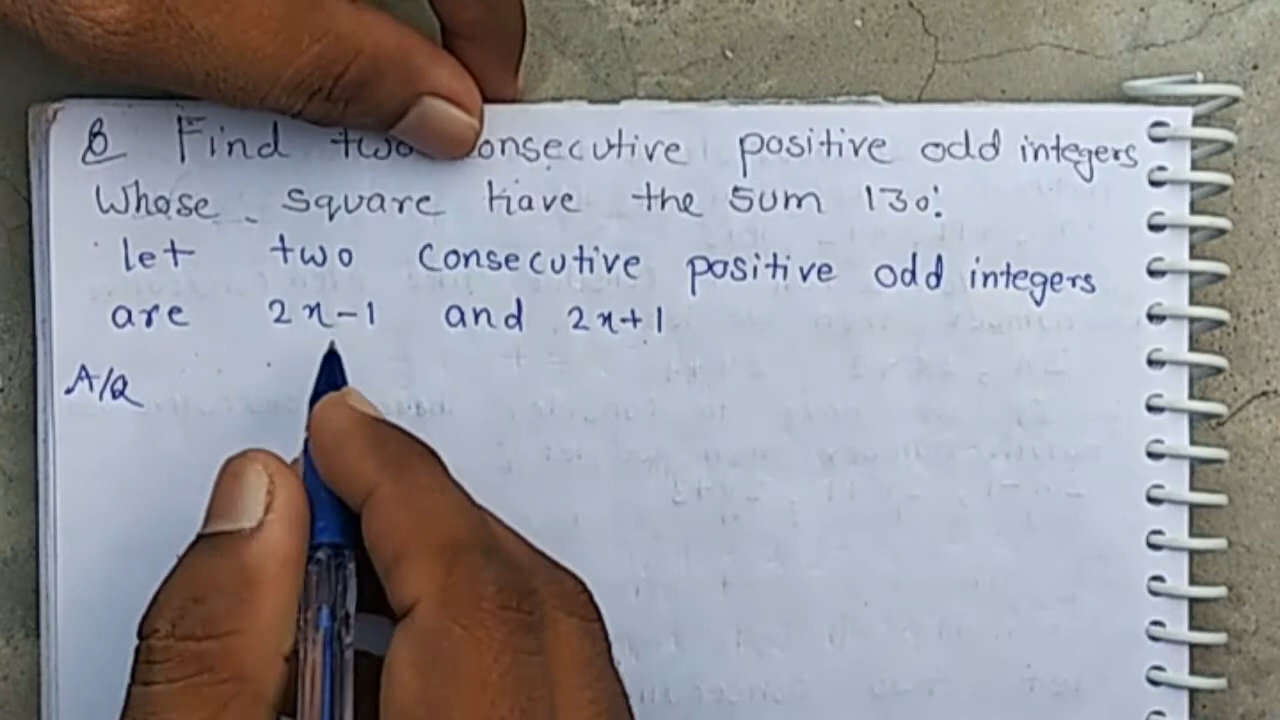 Q Find two consecutive positive odd integers
Whose square have the sum 130.
let two consecutive positive odd integers
are 2x-1 and 2x+1
A/Q